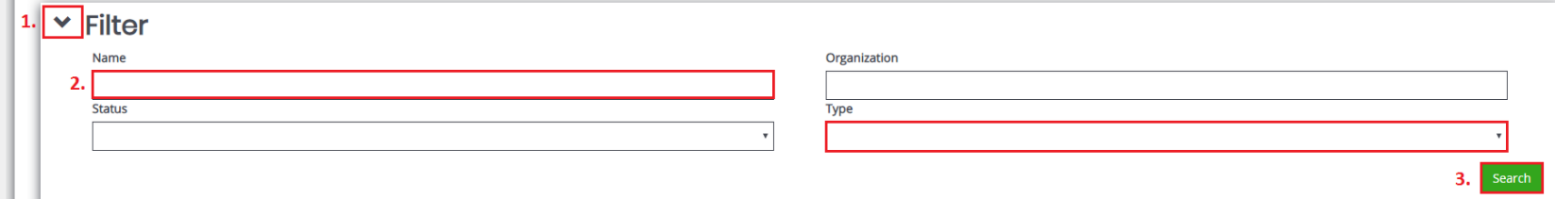 1. Filter
Name Organization
2.
Status Type
3. Search